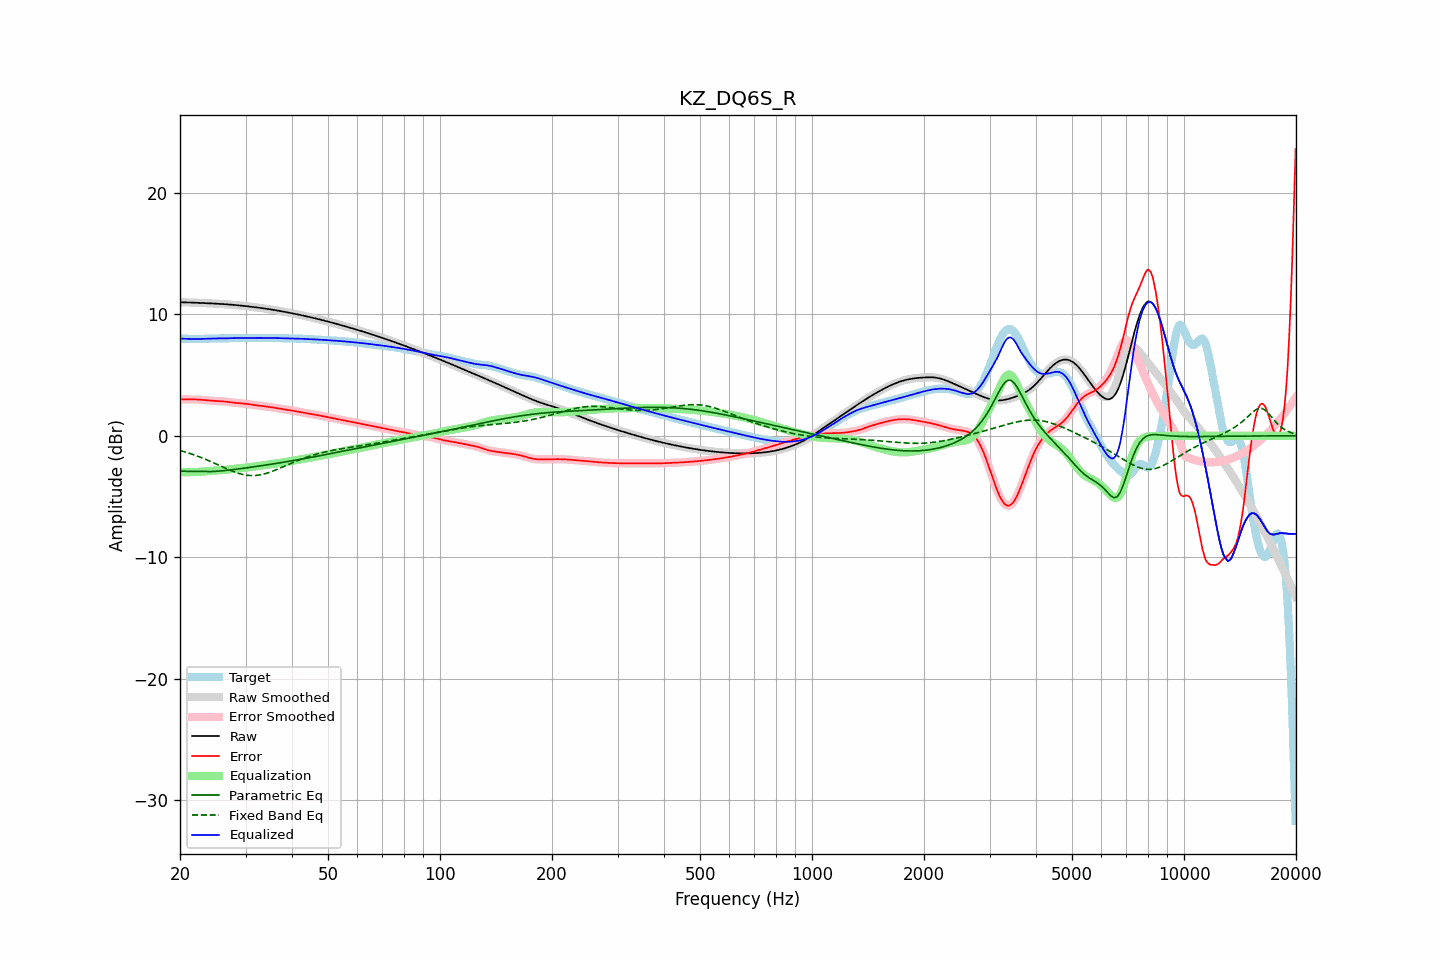 KZ_DQ6S_R
Amplitude (dBr)
20
10
0
−10
−20
−30
Target
Raw Smoothed
Error Smoothed
Raw
Error
Equalization
Parametric Eq
Fixed Band Eq
Equalized
20 50 100 200 500 1000 2000 5000 10000 20000
Frequency (Hz)